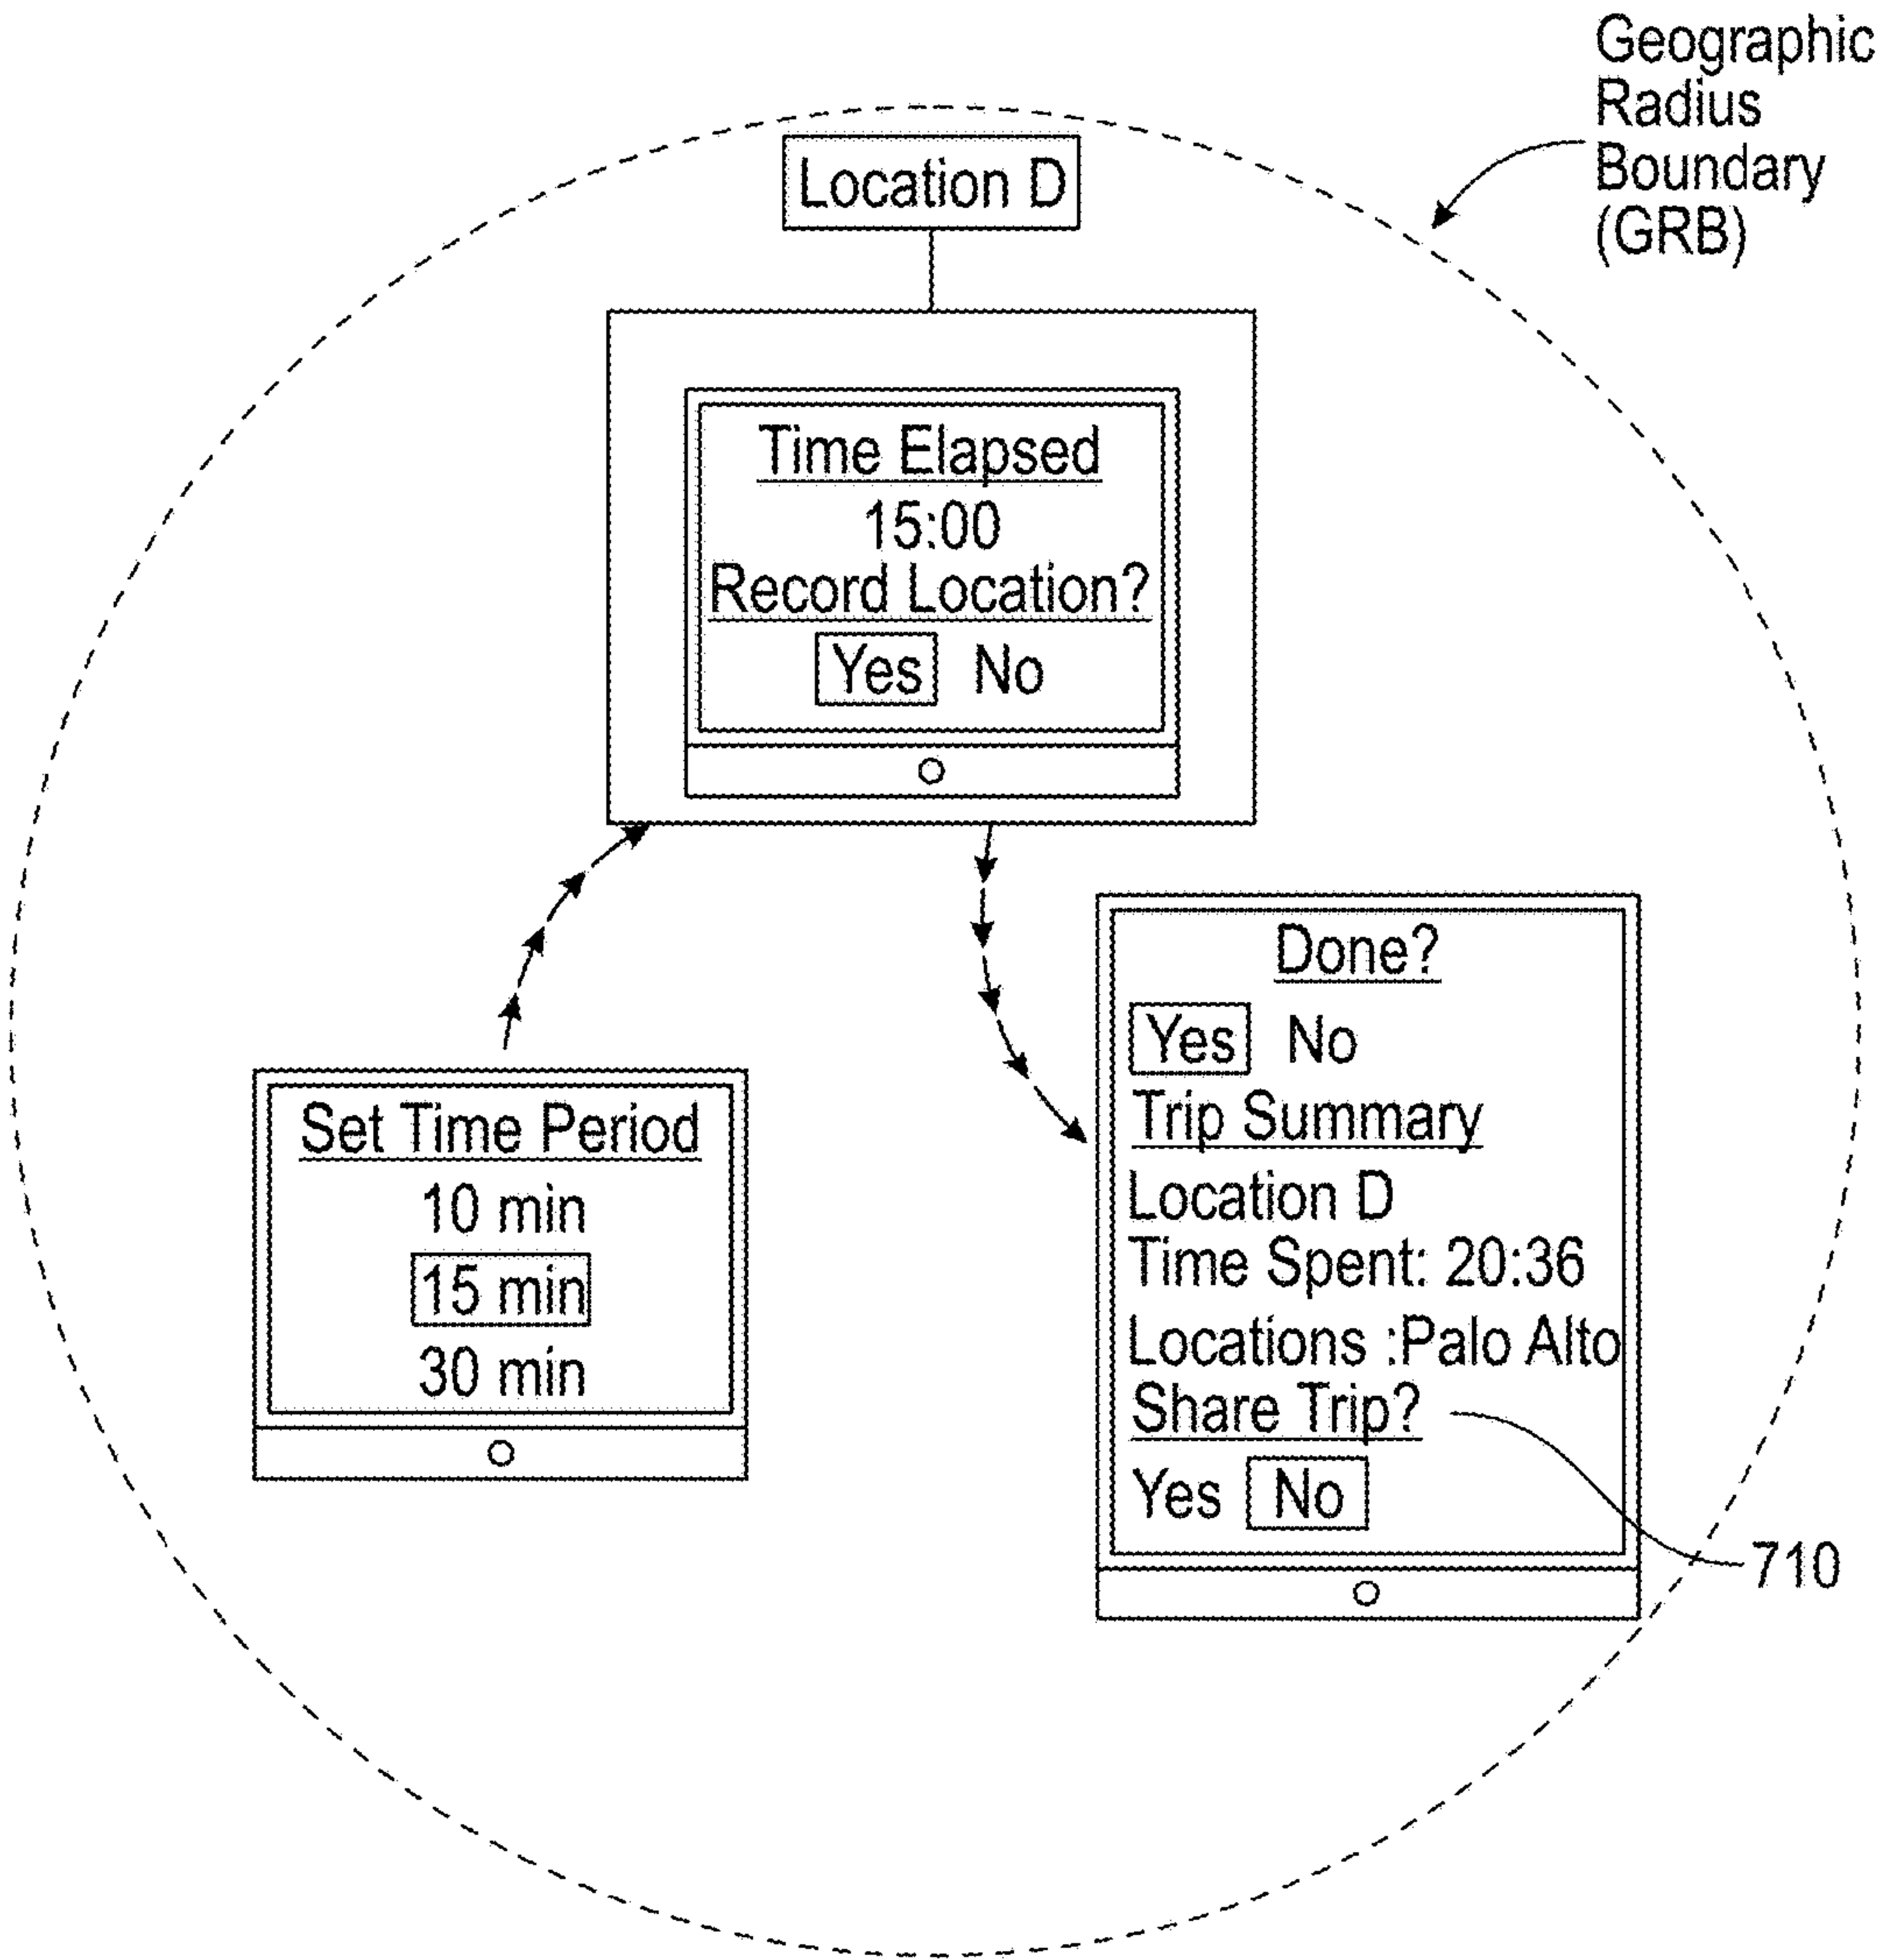 Geographic
Radius
Boundary
(GRB)
Location D
Time Elapsed
15:00
Record Location?
Yes No
Set Time Period
10 min
15 min
30 min
Done?
Yes No
Trip Summary
Location D
Time Spent: 20:36
Locations :Palo Alto
Share Trip?
Yes No
710